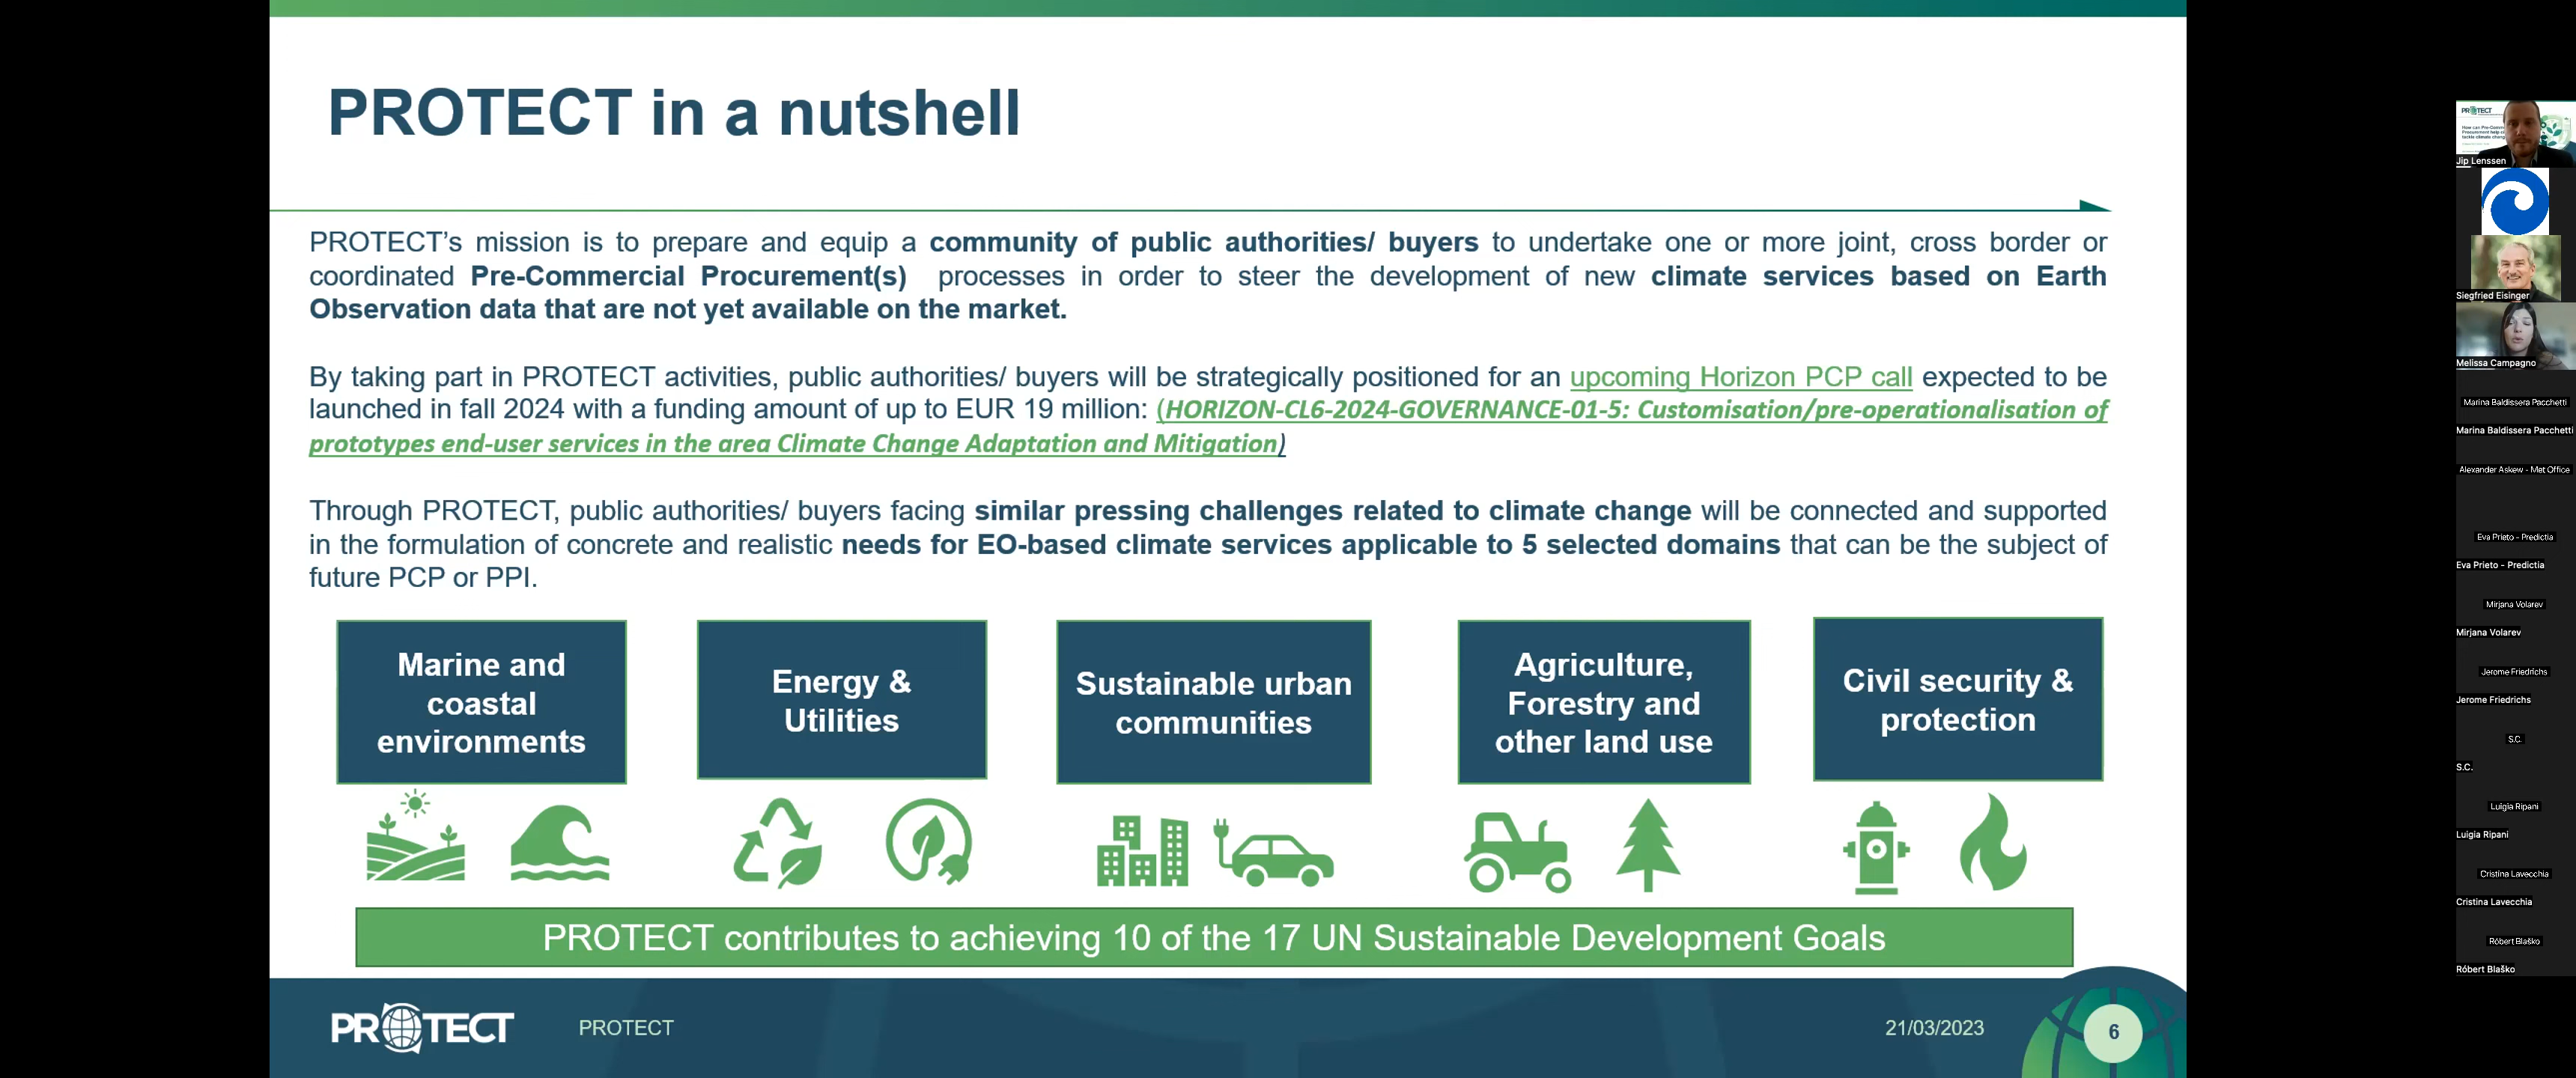 PROTECT in a nutshell
PROTECT’s mission is to prepare and equip a community of public authorities/ buyers to undertake one or more joint, cross border or
coordinated Pre-Commercial Procurement(s) processes in order to steer the development of new climate services based on Earth
Observation data that are not yet available on the market.
By taking part in PROTECT activities, public authorities/ buyers will be strategically positioned for an upcoming Horizon PCP call expected to be
launched in fall 2024 with a funding amount of up to EUR 19 million: (HORIZON-CL6-2024-GOVERNANCE-01-5: Customisation/pre-operationalisation of
prototypes end-user services in the area Climate Change Adaptation and Mitigation)
Through PROTECT, public authorities/ buyers facing similar pressing challenges related to climate change will be connected and supported
in the formulation of concrete and realistic needs for EO-based climate services applicable to 5 selected domains that can be the subject of
future PCP or PPI.
Marine and
coastal
environments
Energy &
Utilities
Sustainable urban
communities
Agriculture,
Forestry and
other land use
Civil security &
protection
PROTECT contributes to achieving 10 of the 17 UN Sustainable Development Goals
PROTECT
PROTECT
21/03/2023
6
PROTECT
Jip Lenssen
Siegfried Eisinger
Melissa Campagno
Marina Baldissera Pacchetti
Marina Baldissera Pacchetti
Alexander Askew - Met Office
Eva Prieto - Predictia
Eva Prieto - Predictia
Mirjana Volarev
Mirjana Volarev
Jerome Friedrichs
Jerome Friedrichs
S.C.
S.C.
Luigia Ripani
Luigia Ripani
Cristina Lavecchia
Cristina Lavecchia
Róbert Blaško
Róbert Blaško